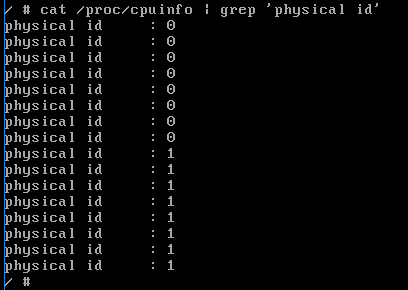 / # cat /proc/cpuinfo | grep 'physical id'
physical id     : 0
physical id     : 0
physical id     : 0
physical id     : 0
physical id     : 0
physical id     : 0
physical id     : 0
physical id     : 0
physical id     : 1
physical id     : 1
physical id     : 1
physical id     : 1
physical id     : 1
physical id     : 1
physical id     : 1
physical id     : 1
/ #